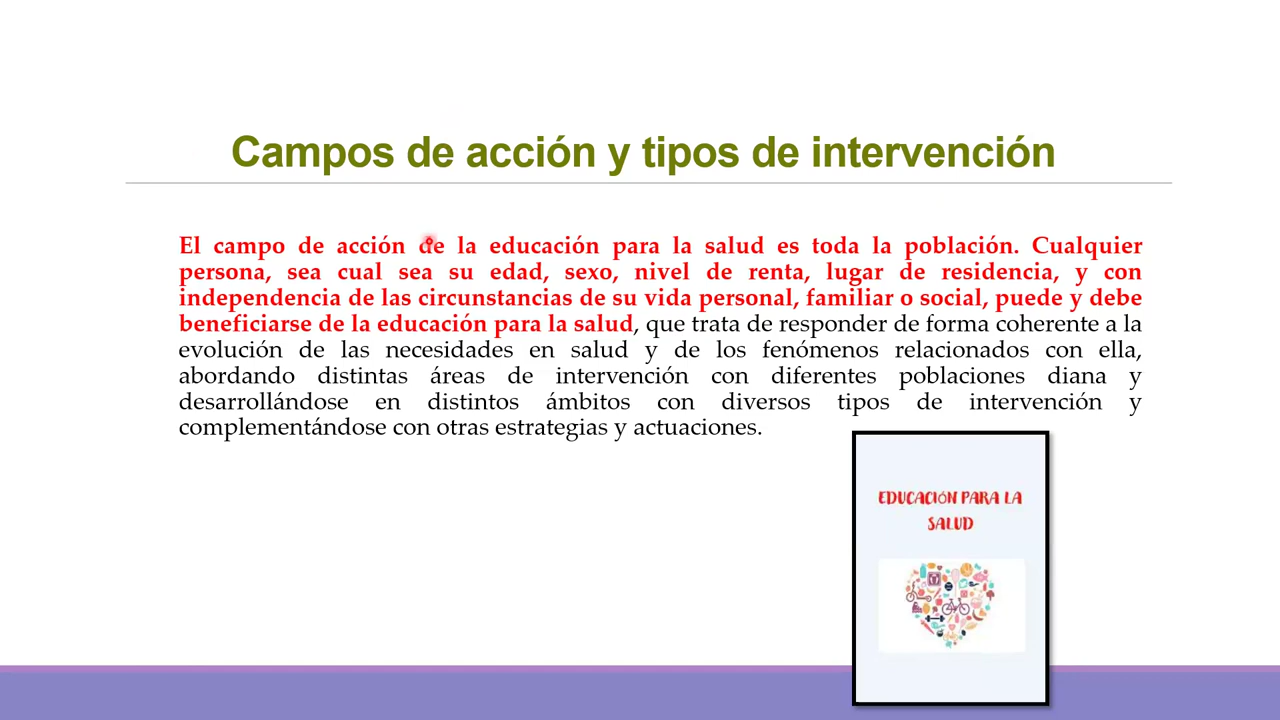 Campos de acción y tipos de intervención
El campo de acción de la educación para la salud es toda la población. Cualquier
persona, sea cual sea su edad, sexo, nivel de renta, lugar de residencia, y con
independencia de las circunstancias de su vida personal, familiar o social, puede y debe
beneficiarse de la educación para la salud, que trata de responder de forma coherente a la
evolución de las necesidades en salud y de los fenómenos relacionados con ella,
abordando distintas áreas de intervención con diferentes poblaciones diana y
desarrollándose en distintos ámbitos con diversos tipos de intervención y
complementándose con otras estrategias y actuaciones.
EDUCACIÓN PARA LA
SALUD